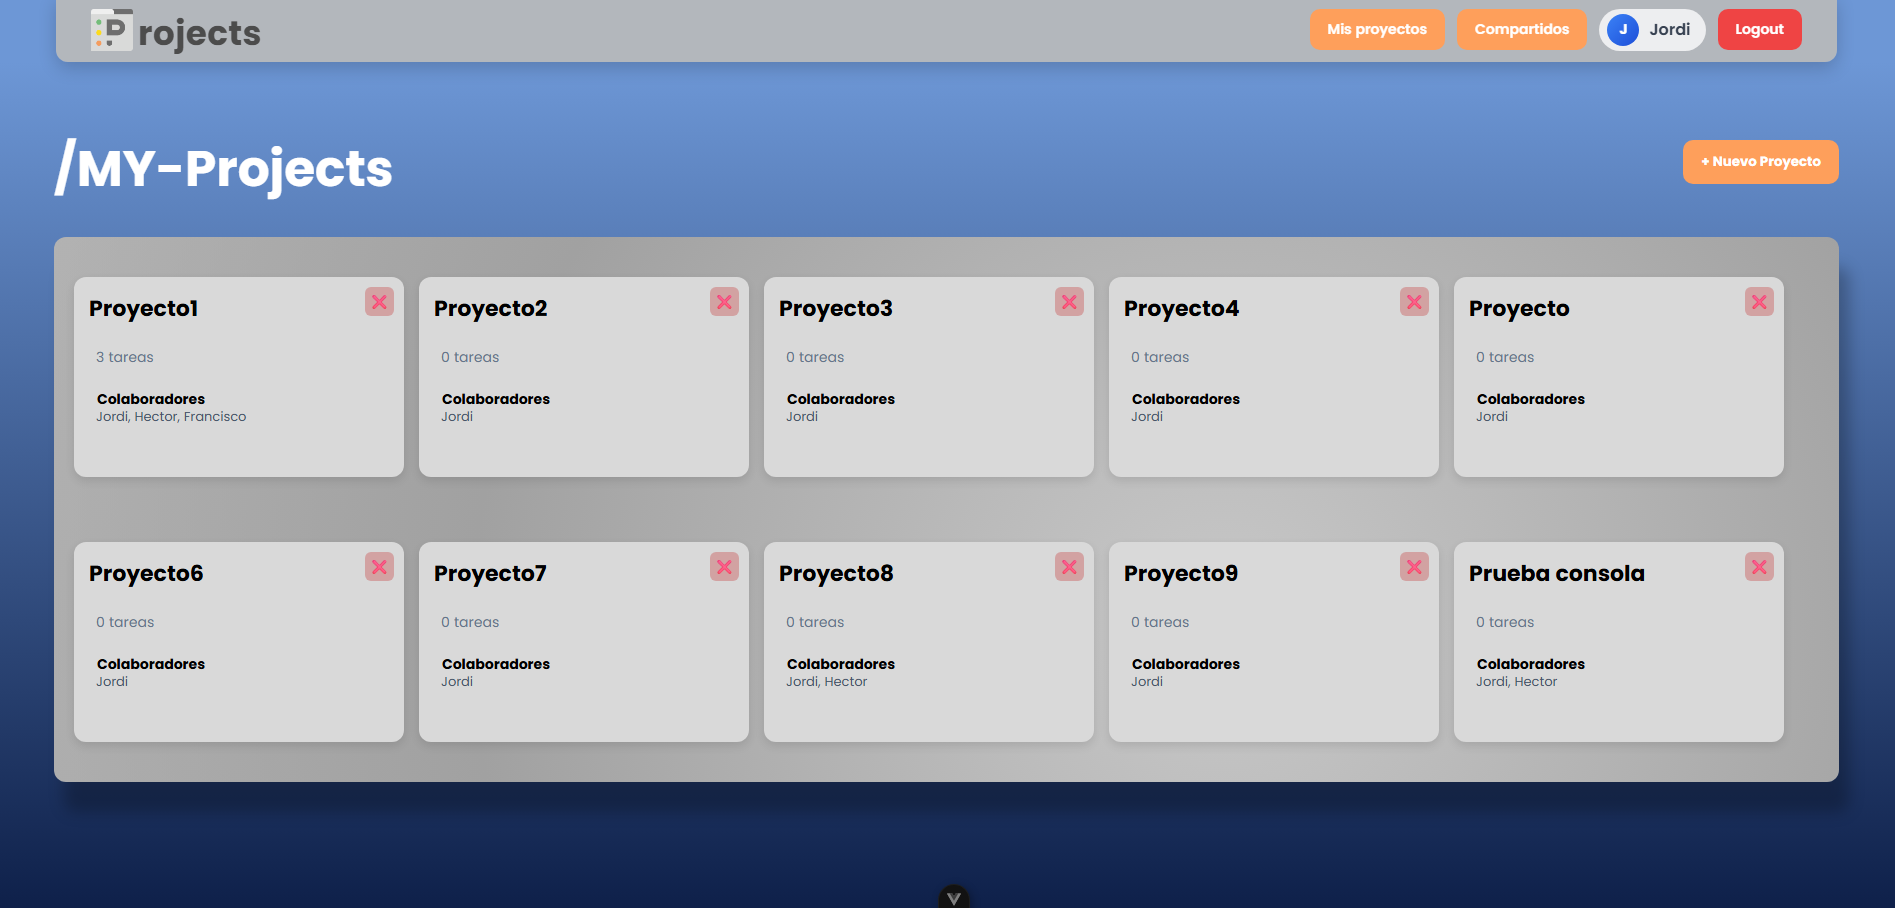 Projects
Mis proyectos
Compartidos
J
Jordi
Logout
/MY-Projects
+ Nuevo Proyecto
Proyecto1
3 tareas
Colaboradores
Jordi, Hector, Francisco
Proyecto2
0 tareas
Colaboradores
Jordi
Proyecto3
0 tareas
Colaboradores
Jordi
Proyecto4
0 tareas
Colaboradores
Jordi
Proyecto
0 tareas
Colaboradores
Jordi
Proyecto6
0 tareas
Colaboradores
Jordi
Proyecto7
0 tareas
Colaboradores
Jordi
Proyecto8
0 tareas
Colaboradores
Jordi, Hector
Proyecto9
0 tareas
Colaboradores
Jordi
Prueba consola
0 tareas
Colaboradores
Jordi, Hector